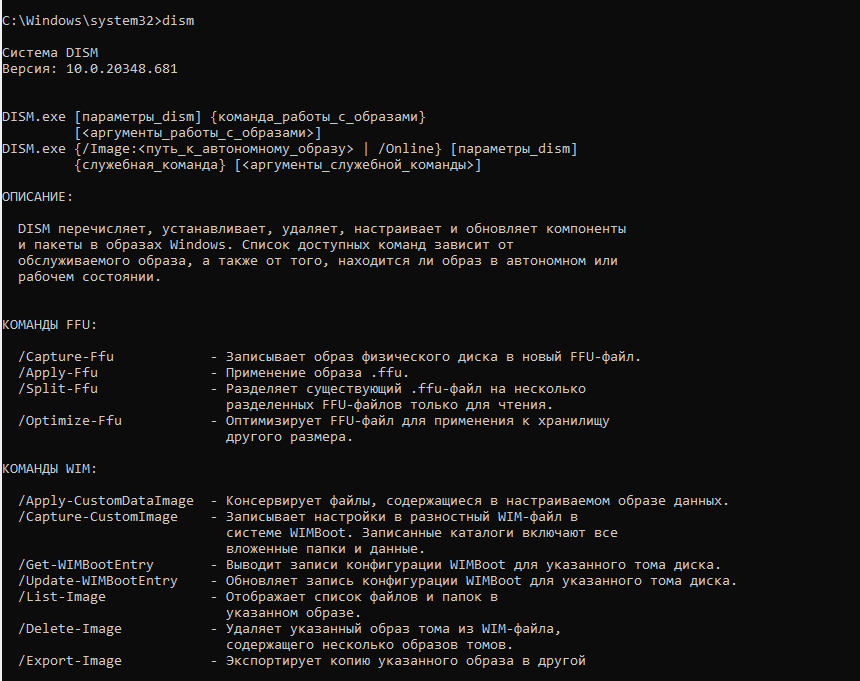 C:\Windows\system32>dism
Cистема DISM
Версия: 10.0.20348.681
DISM.exe [параметры_dism] {команда_работы_с_образами}
[<аргументы_работы_с_образами>]
DISM.exe {/Image:<путь_к_автономному_образу> | /Online} [параметры_dism]
{служебная_команда} [<аргументы_служебной_команды>]
ОПИСАНИЕ:
DISM перечисляет, устанавливает, удаляет, настраивает и обновляет компоненты
и пакеты в образах Windows. Список доступных команд зависит от
обслуживаемого образа, а также от того, находится ли образ в автономном или
рабочем состоянии.
КОМАНДЫ FFU:
/Capture-Ffu - Записывает образ физического диска в новый FFU-файл.
/Apply-Ffu - Применение образа .ffu.
/Split-Ffu - Разделяет существующий .ffu-файл на несколько
разделенных FFU-файлов только для чтения.
/Optimize-Ffu - Оптимизирует FFU-файл для применения к хранилищу
другого размера.
КОМАНДЫ WIM:
/Apply-CustomDataImage - Консервирует файлы, содержащиеся в настраиваемом образе данных.
/Capture-CustomImage - Записывает настройки в разностный WIM-файл в
системе WIMBoot. Записанные каталоги включают все
вложенные папки и данные.
/Get-WIMBootEntry - Выводит записи конфигурации WIMBoot для указанного тома диска.
/Update-WIMBootEntry - Обновляет запись конфигурации WIMBoot для указанного тома диска.
/List-Image - Отображает список файлов и папок в
указанном образе.
/Delete-Image - Удаляет указанный образ тома из WIM-файла,
содержащего несколько образов томов.
/Export-Image - Экспортирует копию указанного образа в другой